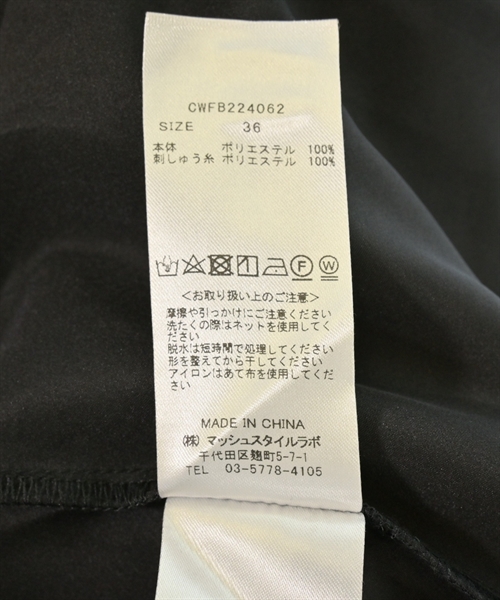 CWFB224062
SIZE 36
本体 ポリエステル 100%
刺しゅう糸 ポリエステル 100%
F W
<お取り扱い上のご注意>
摩擦や引っかけにご注意ください
洗たくの際はネットを使用してくだ
さい
脱水は短時間で処理してください
形を整えてから干してください
アイロンはあて布を使用してくだ
さい
MADE IN CHINA
(株) マッシュスタイルラボ
千代田区麹町5-7-1
TEL 03-5778-4105